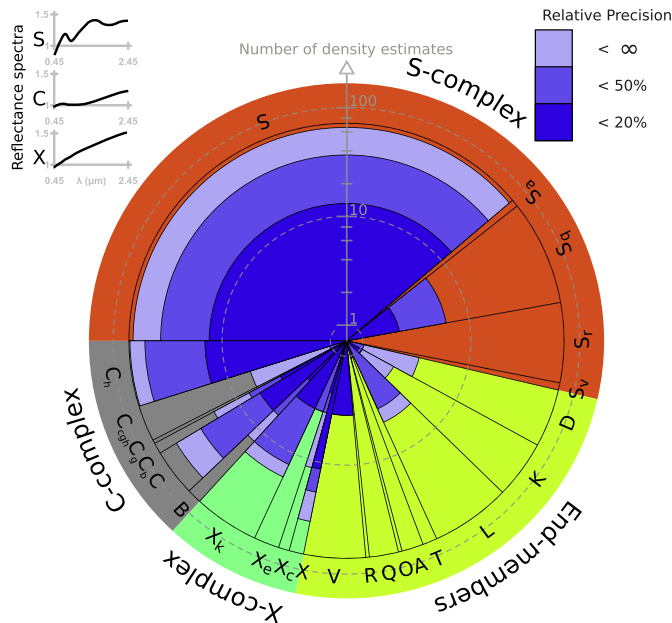 Relative Precision
< ∞
< 50%
< 20%
Reflectance spectra
1.5
S
1
0.45 2.45
1.5
C
1
0.45 2.45
1.5
X
1
0.45 λ (μm) 2.45
Number of density estimates
100
10
1
S-complex
S
Sa
Sq
Sr
Sv
End-members
D
K
L
T
A
O
Q
R
V
X-complex
X
Xc
Xe
Xk
C-complex
B
C
Cb
Cg
Ccgh
Ch